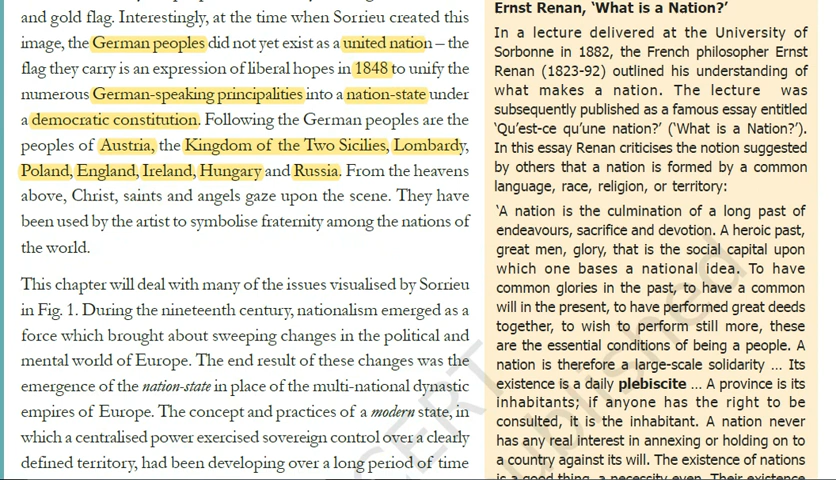 and gold flag. Interestingly, at the time when Sorrieu created this
image, the German peoples did not yet exist as a united nation – the
flag they carry is an expression of liberal hopes in 1848 to unify the
numerous German-speaking principalities into a nation-state under
a democratic constitution. Following the German peoples are the
peoples of Austria, the Kingdom of the Two Sicilies, Lombardy,
Poland, England, Ireland, Hungary and Russia. From the heavens
above, Christ, saints and angels gaze upon the scene. They have
been used by the artist to symbolise fraternity among the nations of
the world.
This chapter will deal with many of the issues visualised by Sorrieu
in Fig. 1. During the nineteenth century, nationalism emerged as a
force which brought about sweeping changes in the political and
mental world of Europe. The end result of these changes was the
emergence of the nation-state in place of the multi-national dynastic
empires of Europe. The concept and practices of a modern state, in
which a centralised power exercised sovereign control over a clearly
defined territory, had been developing over a long period of time
Ernst Renan, ‘What is a Nation?’
In a lecture delivered at the University of
Sorbonne in 1882, the French philosopher Ernst
Renan (1823-92) outlined his understanding of
what makes a nation. The lecture was
subsequently published as a famous essay entitled
‘Qu’est-ce qu’une nation?’ (‘What is a Nation?’).
In this essay Renan criticises the notion suggested
by others that a nation is formed by a common
language, race, religion, or territory:
‘A nation is the culmination of a long past of
endeavours, sacrifice and devotion. A heroic past,
great men, glory, that is the social capital upon
which one bases a national idea. To have
common glories in the past, to have a common
will in the present, to have performed great deeds
together, to wish to perform still more, these
are the essential conditions of being a people. A
nation is therefore a large-scale solidarity … Its
existence is a daily plebiscite … A province is its
inhabitants; if anyone has the right to be
consulted, it is the inhabitant. A nation never
has any real interest in annexing or holding on to
a country against its will. The existence of nations
is a good thing, a necessity even. Their existence